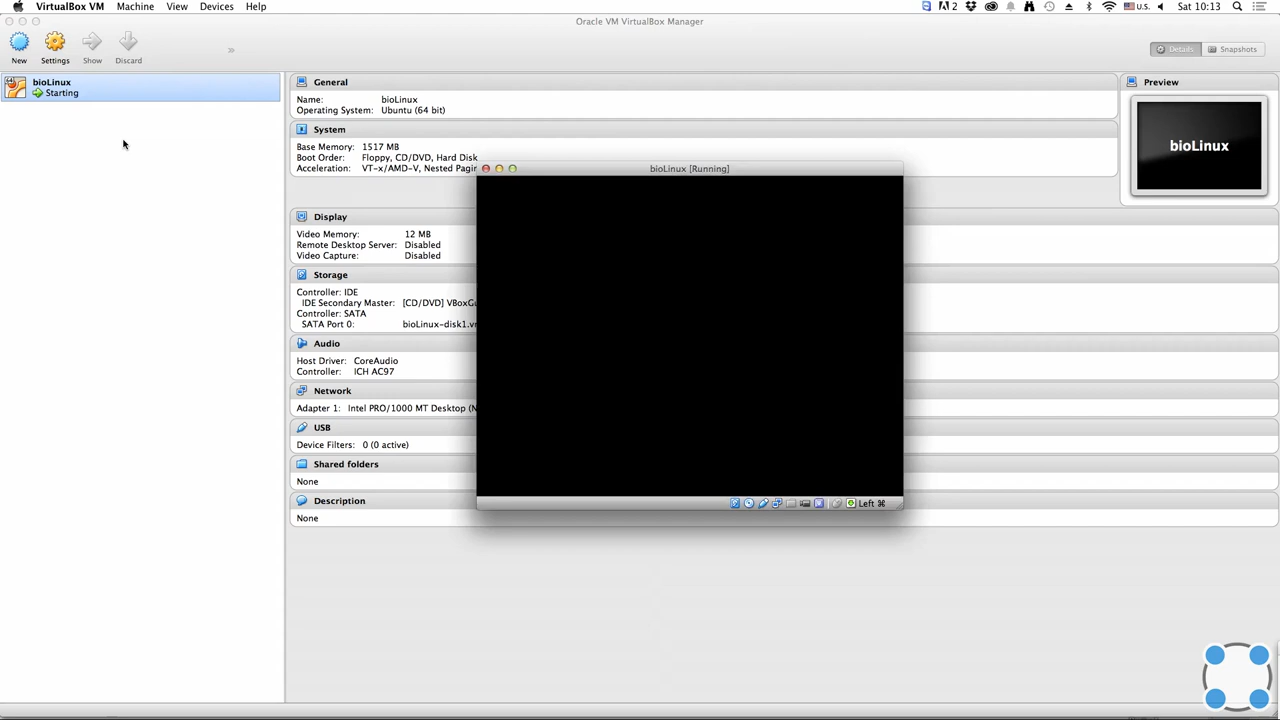 VirtualBox VM Machine View Devices Help
2 U.S. Sat 10:13
Oracle VM VirtualBox Manager
New Settings Show Discard » Details Snapshots
bioLinux
Starting
General
Name: bioLinux
Operating System: Ubuntu (64 bit)
System
Base Memory: 1517 MB
Boot Order: Floppy, CD/DVD, Hard Disk
Acceleration: VT-x/AMD-V, Nested
Preview
bioLinux
bioLinux [Running]
Left ⌘
Display
Video Memory: 12 MB
Remote Desktop Server: Disabled
Video Capture: Disabled
Storage
Controller: IDE
IDE Secondary Master: [CD/DVD]
Controller: SATA
SATA Port 0:
Audio
Host Driver: CoreAudio
Controller: ICH AC97
Network
Adapter 1: Intel PRO/1000 MT Desktop
USB
Device Filters: 0 (0 active)
Shared folders
None
Description
None
64